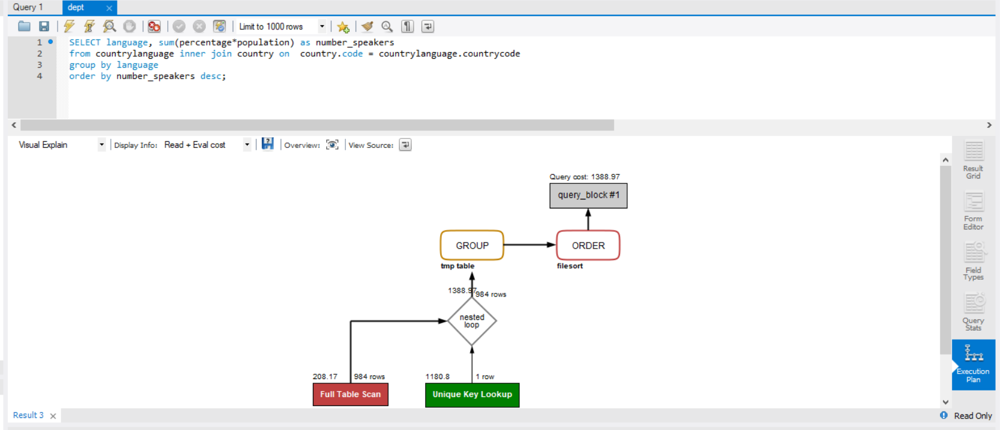 Query 1
dept
Limit to 1000 rows
1 SELECT language, sum(percentage*population) as number_speakers
2 from countrylanguage inner join country on  country.code = countrylanguage.countrycode
3 group by language
4 order by number_speakers desc;
Visual Explain
Display Info:
Read + Eval cost
Overview:
View Source:
Query cost: 1388.97
query_block #1
GROUP
ORDER
tmp table
filesort
1388.97
984 rows
nested
loop
208.17
984 rows
1180.8
1 row
Full Table Scan
Unique Key Lookup
Result
Grid
Form
Editor
Field
Types
Query
Stats
Execution
Plan
Result 3
Read Only